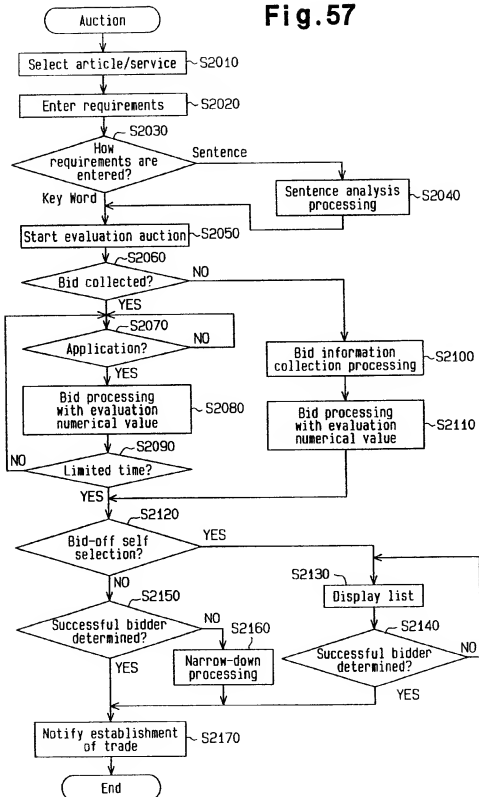 Fig.57
Auction
Select article/service
S2010
Enter requirements
S2020
S2030
How
requirements are
entered?
Sentence
Key Word
Sentence analysis
processing
S2040
Start evaluation auction
S2050
S2060
Bid collected?
NO
YES
S2070
Application?
NO
YES
Bid information
collection processing
S2100
Bid processing
with evaluation
numerical value
S2080
Bid processing
with evaluation
numerical value
S2110
S2090
NO
Limited time?
YES
S2120
Bid-off self
selection?
YES
NO
S2130
Display list
S2150
Successful bidder
determined?
NO
YES
S2160
Narrow-down
processing
S2140
Successful bidder
determined?
NO
YES
Notify establishment
of trade
S2170
End